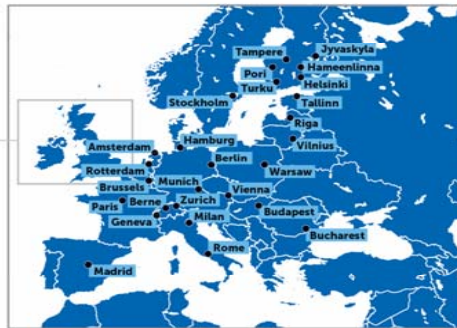 Tampere
Jyvaskyla
Pori
Hameenlinna
Turku
Helsinki
Stockholm
Tallinn
Riga
Vilnius
Amsterdam
Hamburg
Rotterdam
Berlin
Brussels
Munich
Warsaw
Paris
Berne
Zurich
Vienna
Geneva
Milan
Budapest
Rome
Bucharest
Madrid